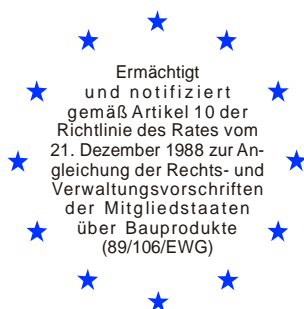 Ermächtigt
und notifiziert
gemäß Artikel 10 der
Richtlinie des Rates vom
21. Dezember 1988 zur An-
gleichung der Rechts- und
Verwaltungsvorschriften
der Mitgliedstaaten
über Bauprodukte
(89/106/EWG)